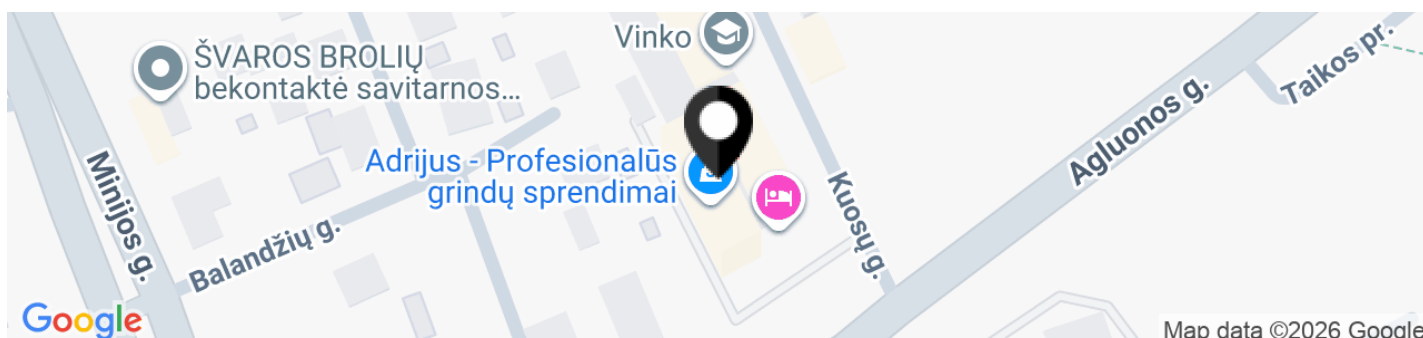 Vinko
ŠVAROS BROLIŲ
bekontaktė savitarnos...
Taikos pr.
Agluonos g.
Adrijus - Profesionalūs
grindų sprendimai
Minijos g.
Kuosų g.
Balandžių g.
Google
Map data ©2026 Google